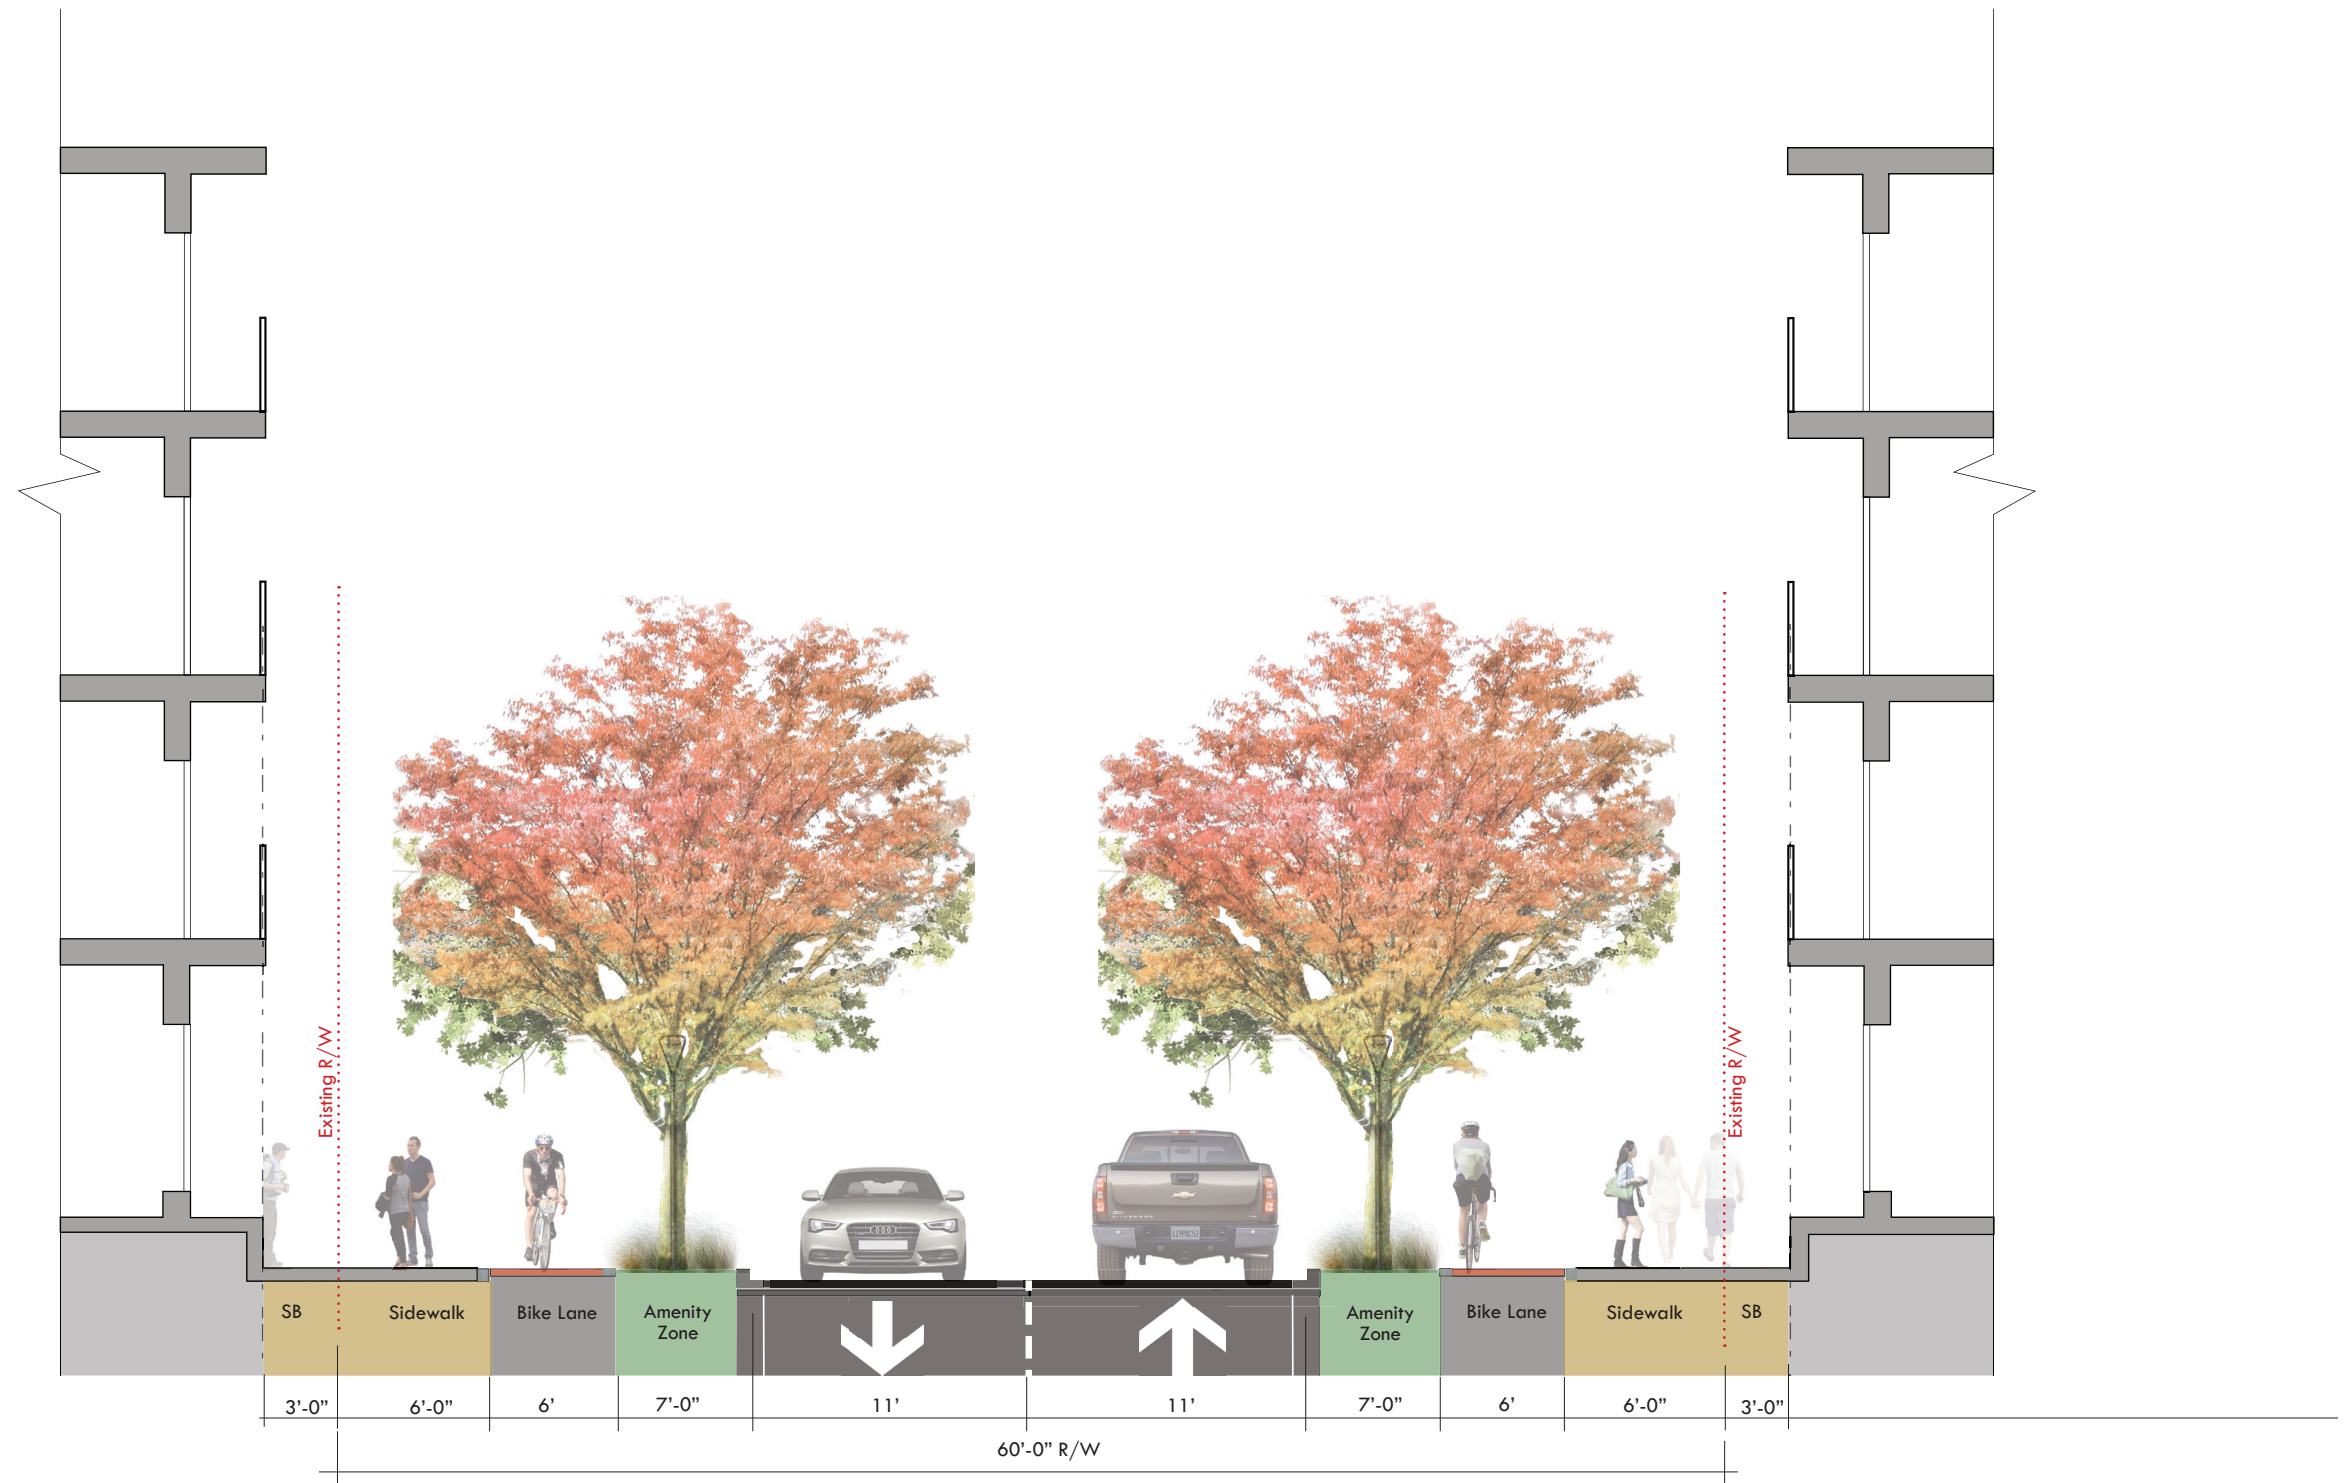 Existing R/W
Existing R/W
SB
Sidewalk
Bike Lane
Amenity
Zone
Amenity
Zone
Bike Lane
Sidewalk
SB
3’-0”
6’-0”
6’
7’-0”
11’
11’
7’-0”
6’
6’-0”
3’-0”
60’-0” R/W